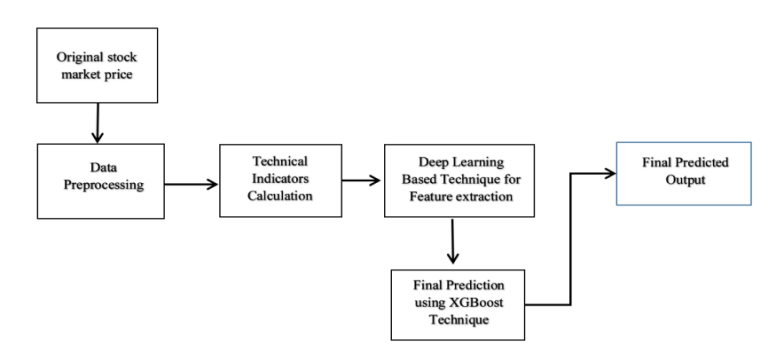 Original stock
market price
Data
Preprocessing
Technical
Indicators
Calculation
Deep Learning
Based Technique for
Feature extraction
Final Prediction
using XGBoost
Technique
Final Predicted
Output